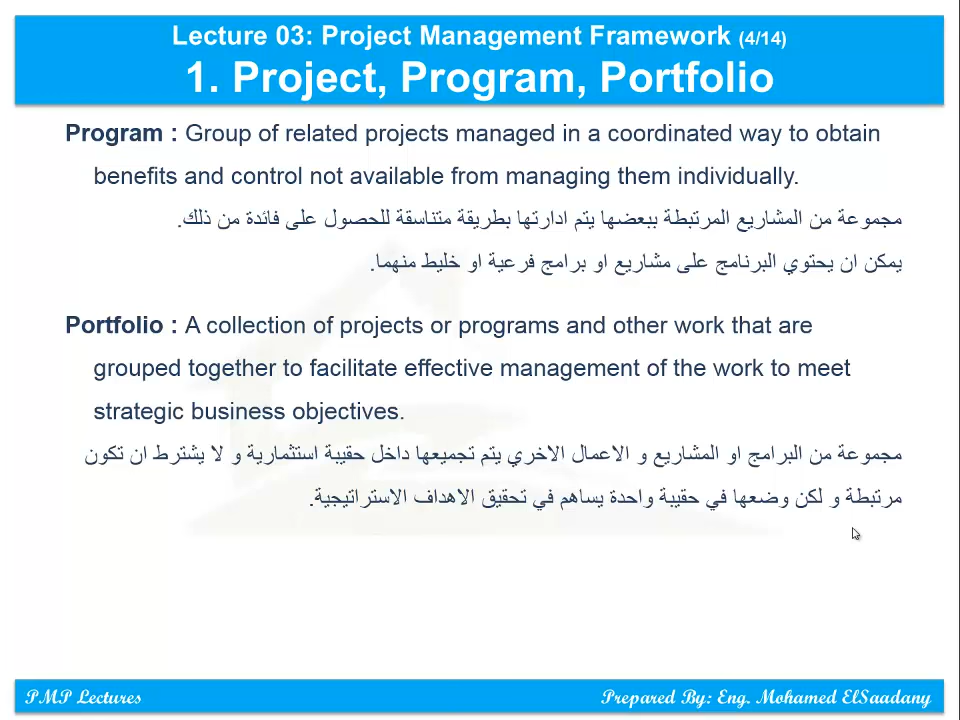 Lecture 03: Project Management Framework (4/14)
1. Project, Program, Portfolio
Program : Group of related projects managed in a coordinated way to obtain
benefits and control not available from managing them individually.
مجموعة من المشاريع المرتبطة ببعضها يتم ادارتها بطريقة متناسقة للحصول على فائدة من ذلك.
يمكن ان يحتوي البرنامج على مشاريع او برامج فرعية او خليط منهما.
Portfolio : A collection of projects or programs and other work that are
grouped together to facilitate effective management of the work to meet
strategic business objectives.
مجموعة من البرامج او المشاريع و الاعمال الاخري يتم تجميعها داخل حقيبة استثمارية و لا يشترط ان تكون
مرتبطة و لكن وضعها في حقيبة واحدة يساهم في تحقيق الاهداف الاستراتيجية.
PMP Lectures
Prepared By: Eng. Mohamed ElSaadany